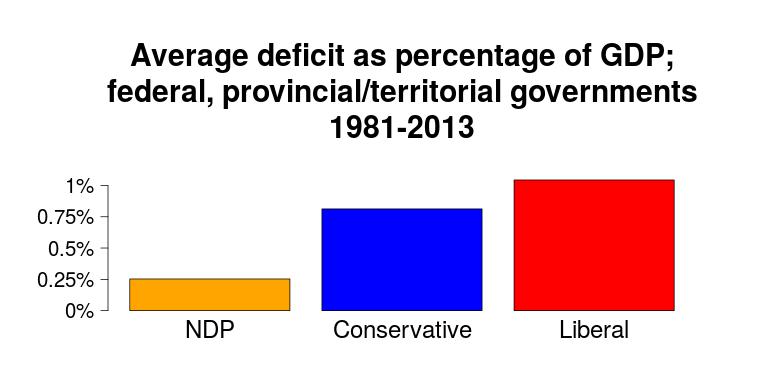 Average deficit as percentage of GDP;
federal, provincial/territorial governments
1981-2013
1%
0.75%
0.5%
0.25%
0%
NDP
Conservative
Liberal